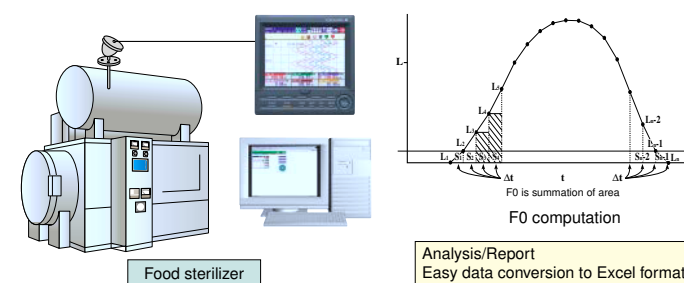 Food sterilizer
L
L₁
L₂
L₃
L₄
L₅
Lₙ-2
Lₙ-1
Lₙ
S₁
S₂
S₃
S₄
Sₙ-2
Sₙ-1
Δt
t
Δt
F0 is summation of area
F0 computation
Analysis/Report
Easy data conversion to Excel format